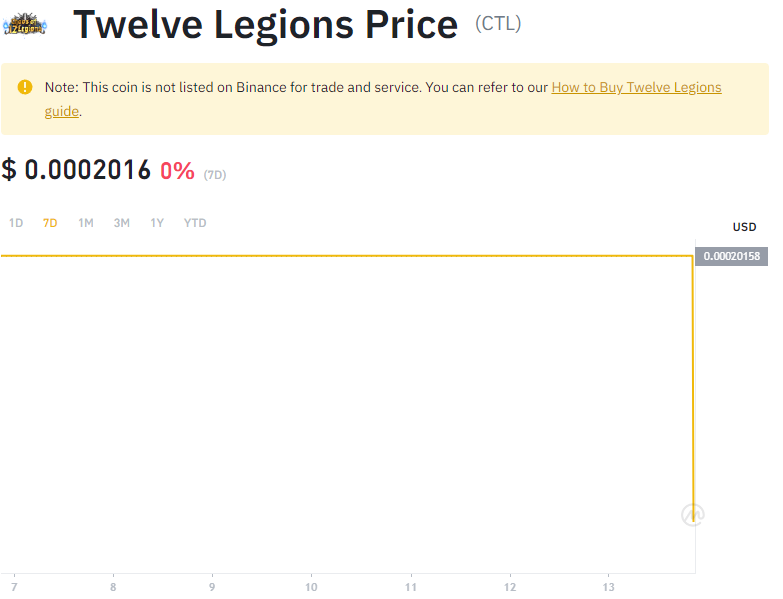 Twelve Legions Price (CTL)
Note: This coin is not listed on Binance for trade and service. You can refer to our How to Buy Twelve Legions
guide.
$ 0.0002016 0% (7D)
1D 7D 1M 3M 1Y YTD
USD
0.00020158
7 8 9 10 11 12 13